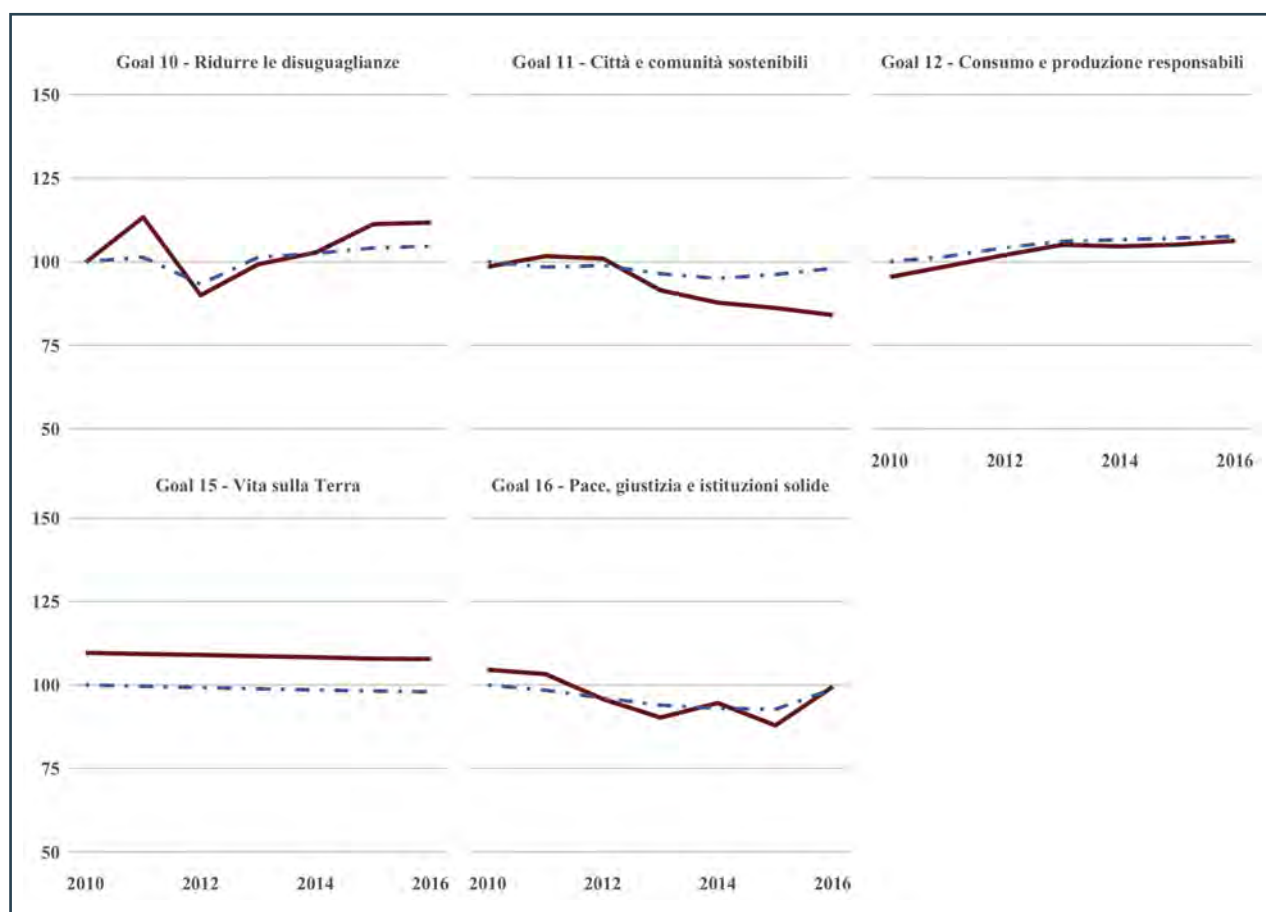 Goal 10 - Ridurre le disuguaglianze
Goal 11 - Città e comunità sostenibili
Goal 12 - Consumo e produzione responsabili
150
125
100
75
50
2010 2012 2014 2016
Goal 15 - Vita sulla Terra
Goal 16 - Pace, giustizia e istituzioni solide
150
125
100
75
50
2010 2012 2014 2016
2010 2012 2014 2016